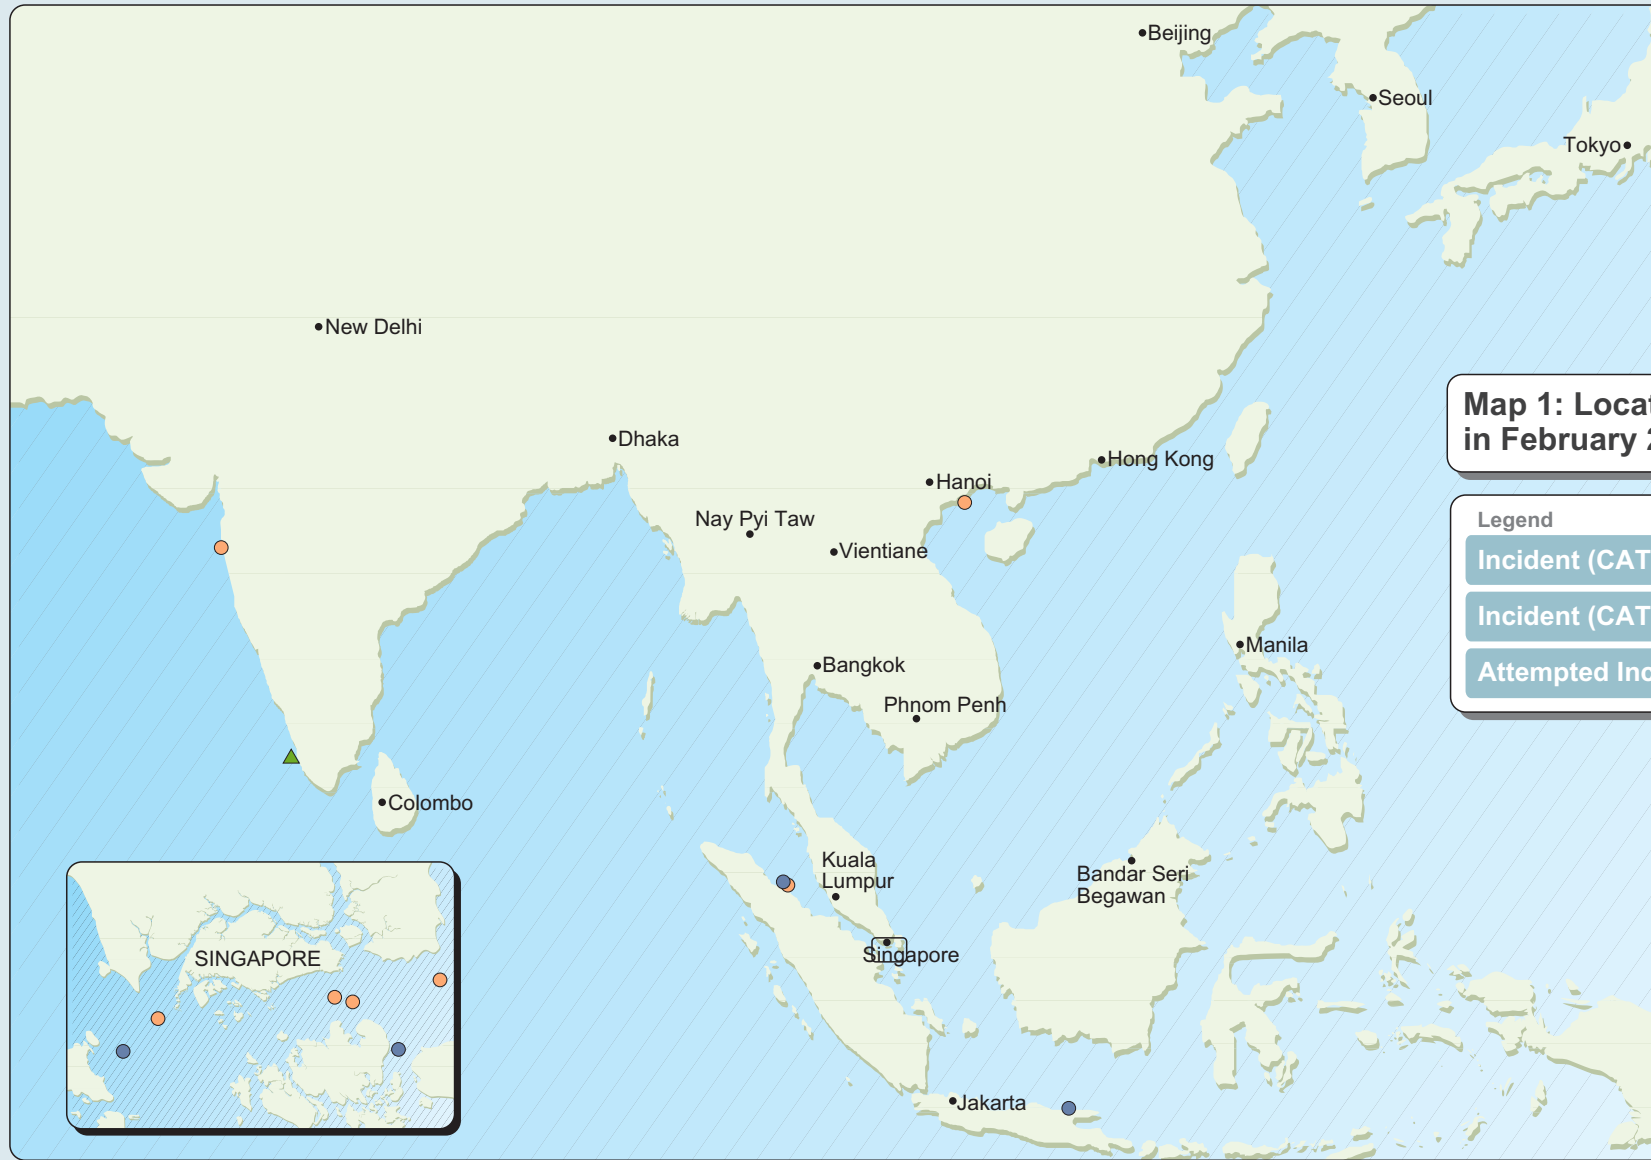 Beijing
Seoul
Tokyo
New Delhi
Map 1: Locat
in February
Dhaka
Hong Kong
Hanoi
Nay Pyi Taw
Vientiane
Legend
Incident (CAT
Incident (CAT
Attempted Inc
Manila
Bangkok
Phnom Penh
Colombo
Kuala
Lumpur
Bandar Seri
Begawan
Singapore
SINGAPORE
Jakarta